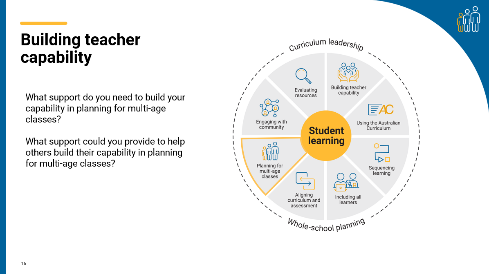 Building teacher
capability
What support do you need to build your
capability in planning for multi-age
classes?
What support could you provide to help
others build their capability in planning
for multi-age classes?
Curriculum leadership
Evaluating
resources
Building teacher
capability
Engaging with
community
AC
Using the Australian
Curriculum
Student
learning
Planning for
multi-age
classes
Sequencing
learning
Aligning
curriculum and
assessment
Including all
learners
Whole-school planning
15